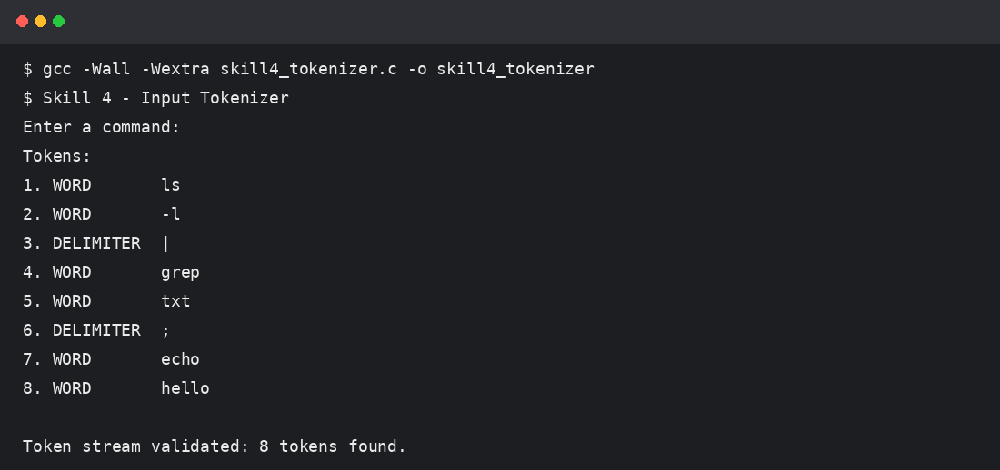 $ gcc -Wall -Wextra skill4_tokenizer.c -o skill4_tokenizer
$ Skill 4 - Input Tokenizer
Enter a command:
Tokens:
1. WORD       ls
2. WORD       -l
3. DELIMITER  |
4. WORD       grep
5. WORD       txt
6. DELIMITER  ;
7. WORD       echo
8. WORD       hello

Token stream validated: 8 tokens found.